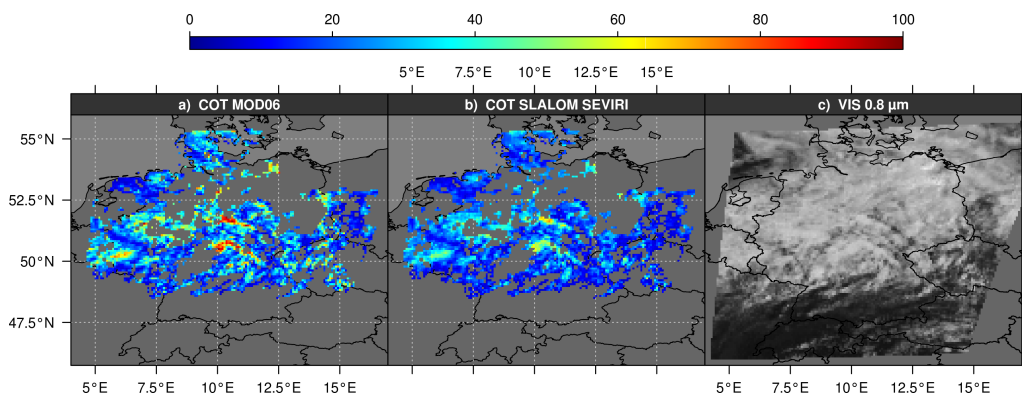 0 20 40 60 80 100
5°E 7.5°E 10°E 12.5°E 15°E
a) COT MOD06 b) COT SLALOM SEVIRI c) VIS 0.8 µm
55°N
52.5°N
50°N
47.5°N
5°E 7.5°E 10°E 12.5°E 15°E 5°E 7.5°E 10°E 12.5°E 15°E